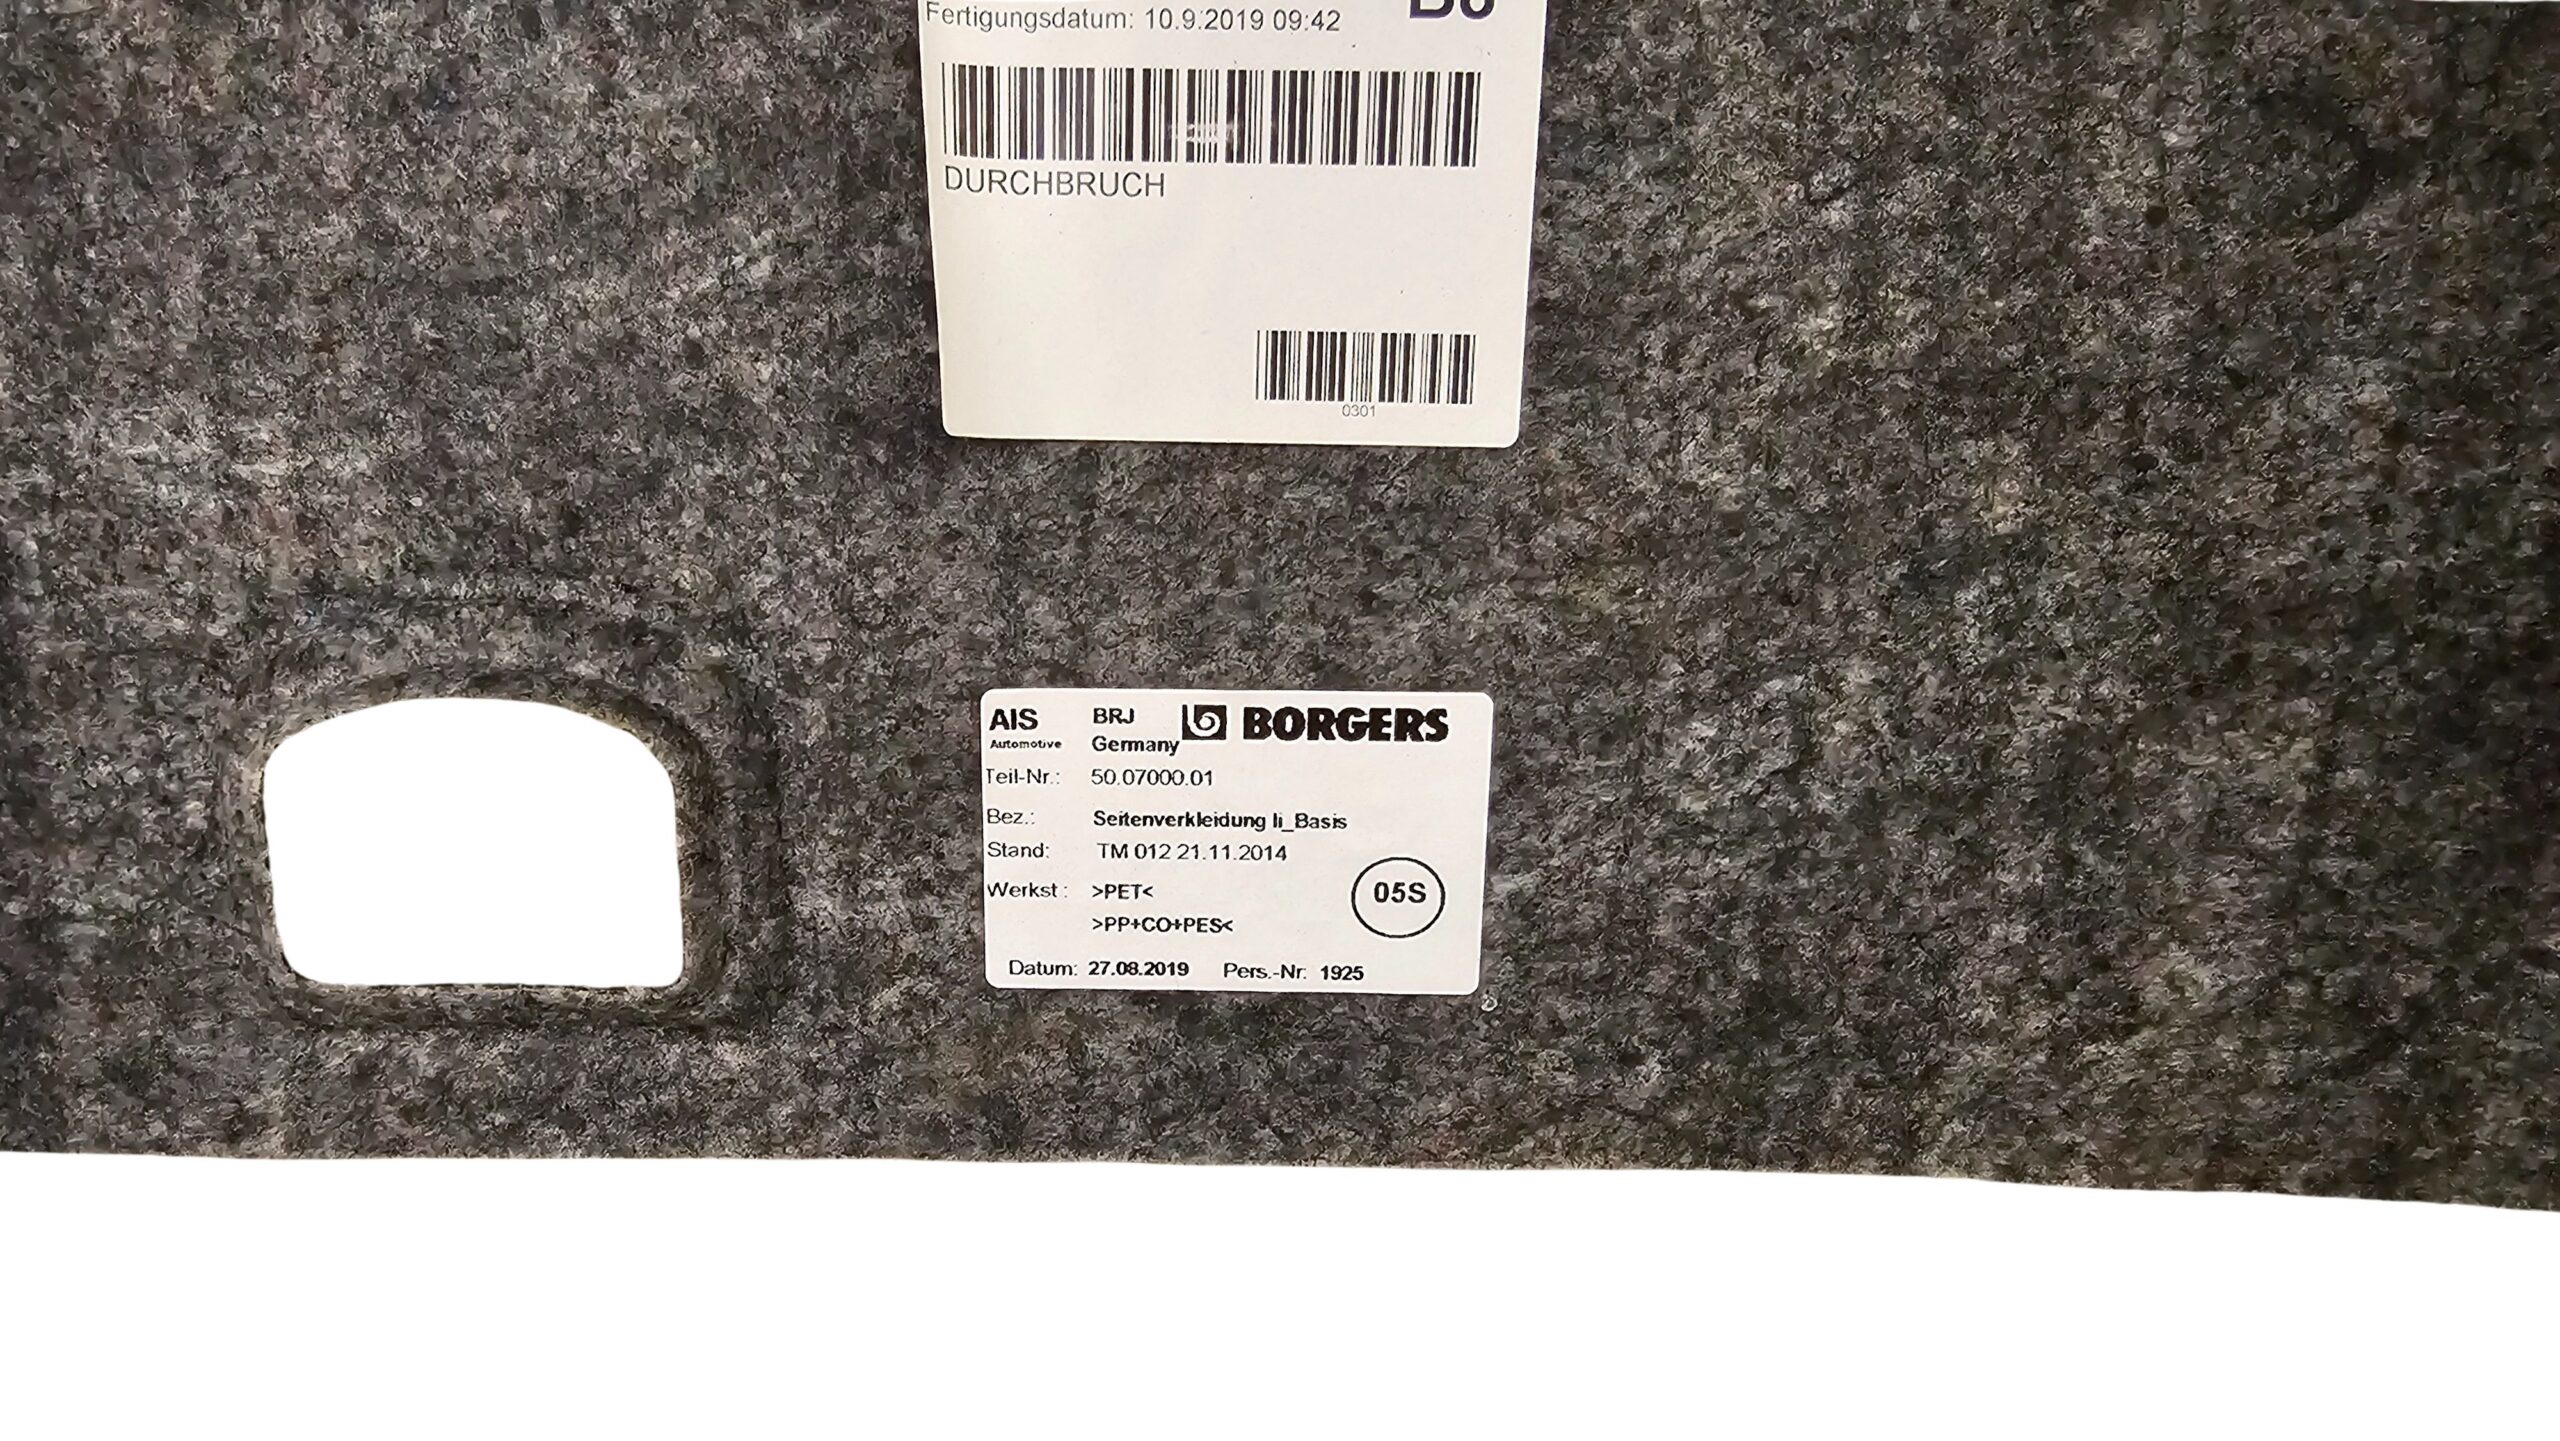 Fertigungsdatum: 10.9.2019 09:42
DURCHBRUCH
0301
AIS BRJ BORGERS
Automotive Germany
Teil-Nr.: 50.07000.01
Bez.: Seitenverkleidung li_Basis
Stand: TM 012 21.11.2014
Werkst : >PET<
>PP+CO+PES<
05S
Datum: 27.08.2019 Pers.-Nr: 1925